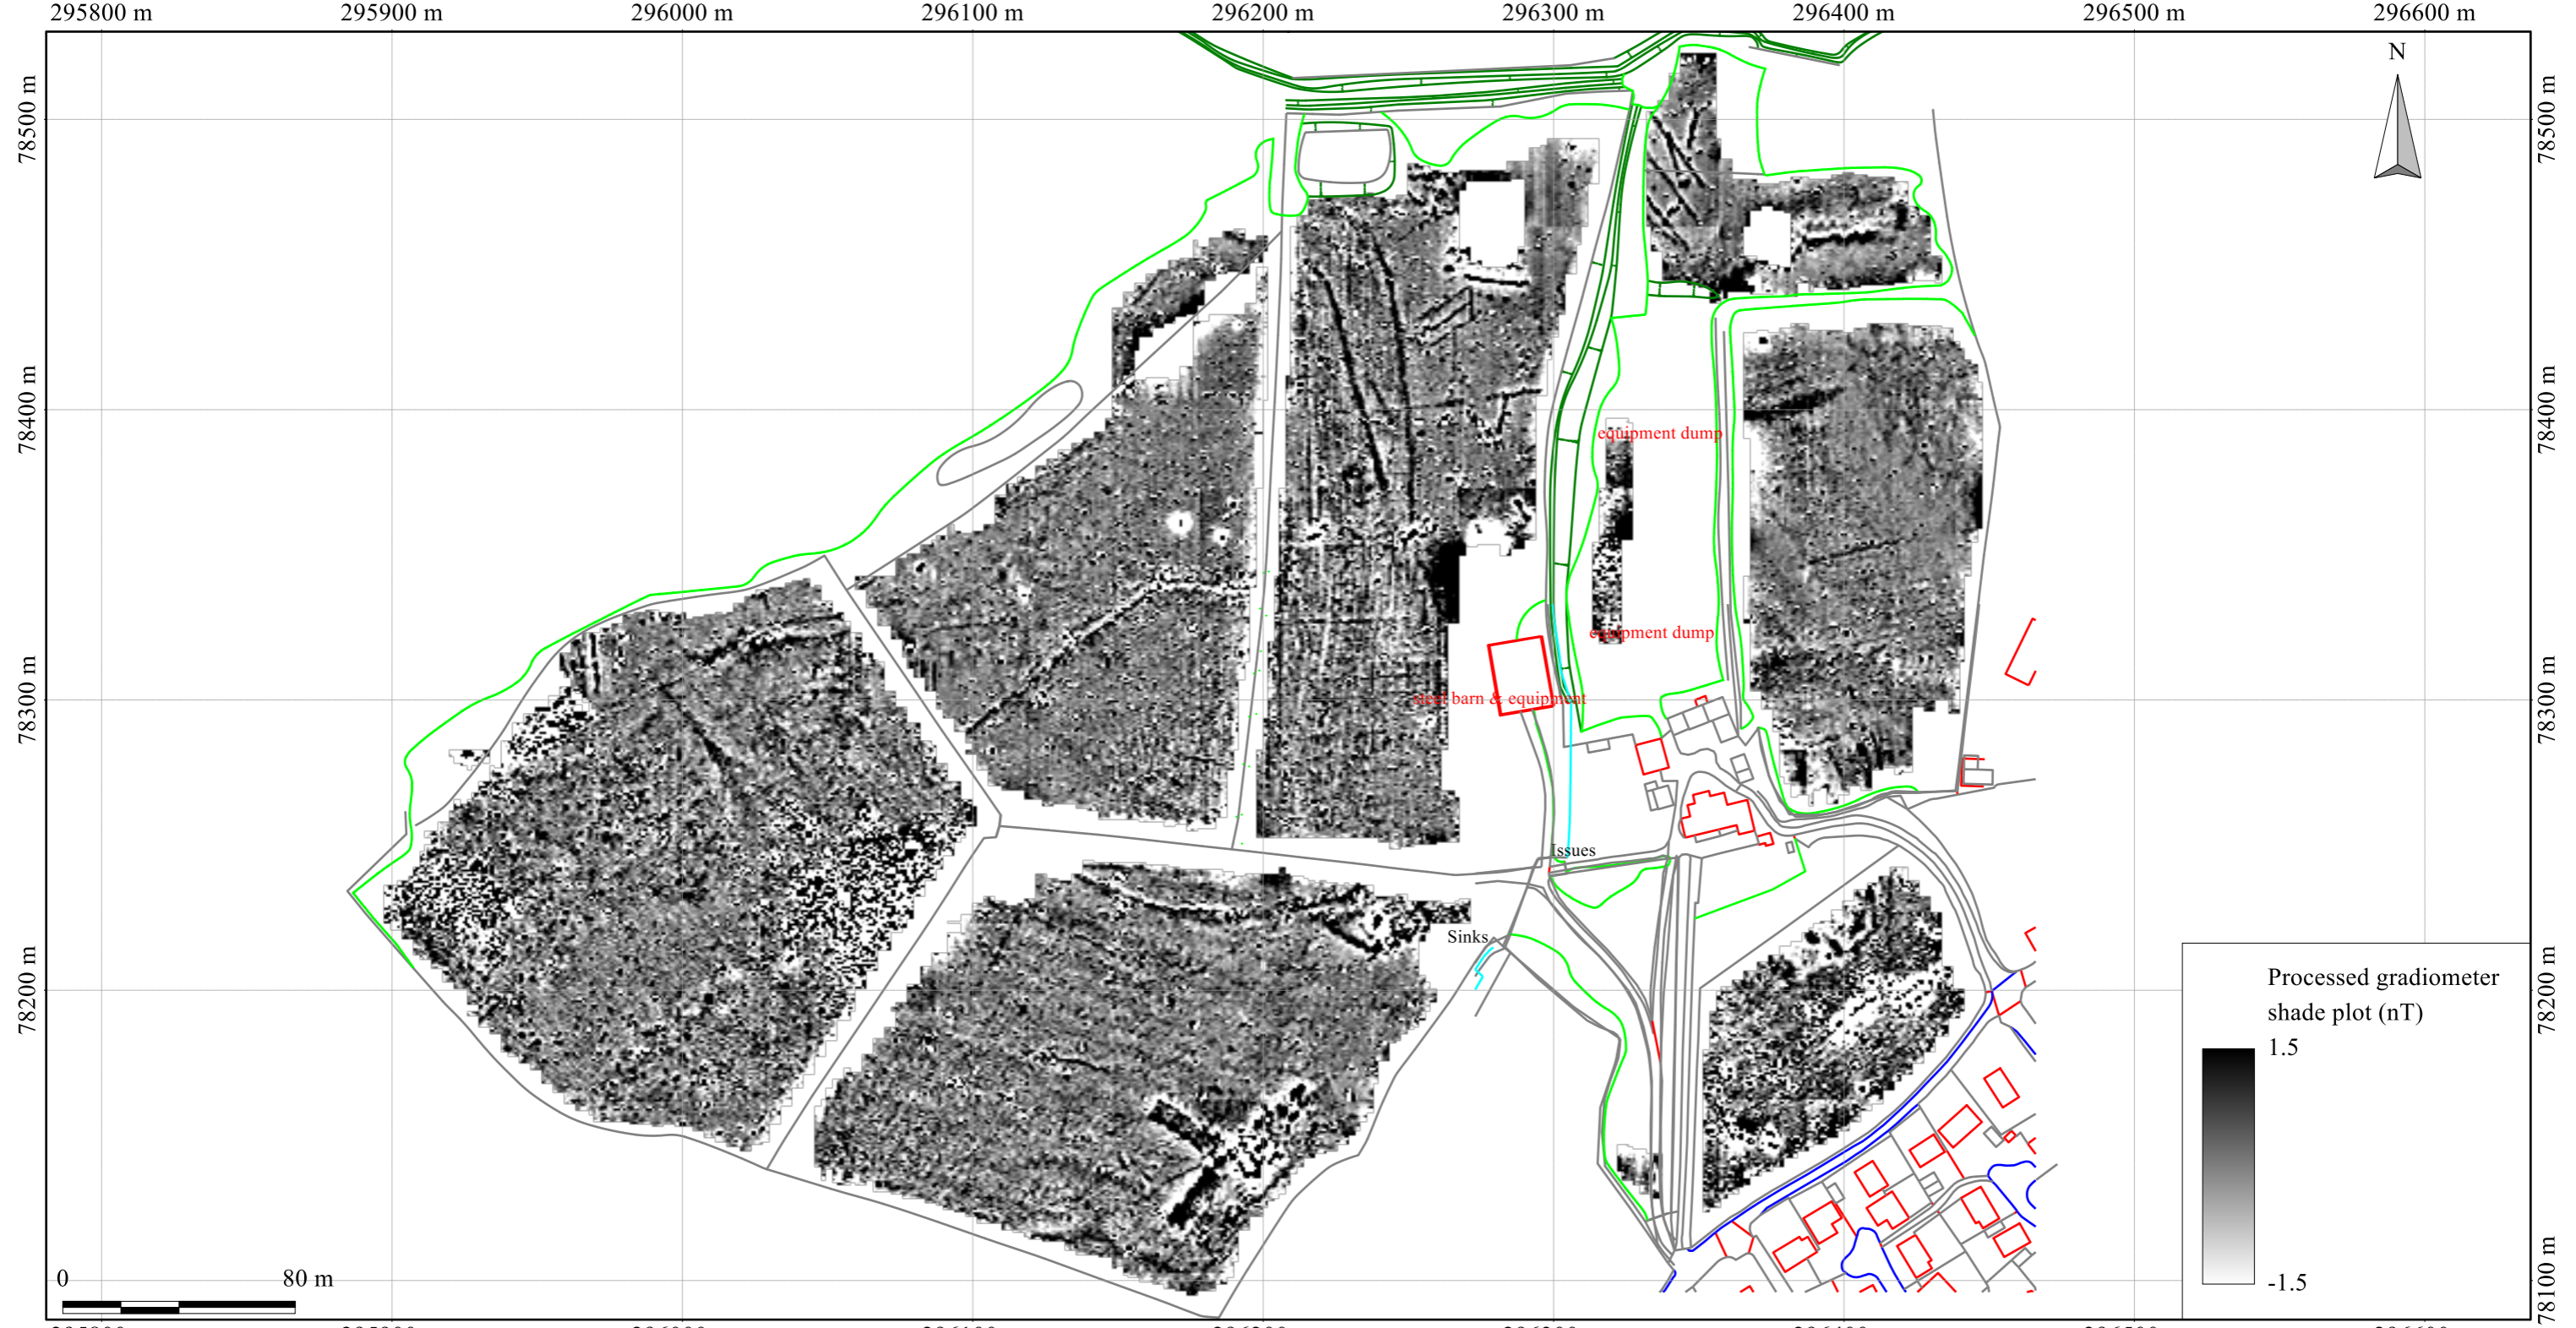 295800 m 295900 m 296000 m 296100 m 296200 m 296300 m 296400 m 296500 m 296600 m
N
78500 m 78500 m
78400 m 78400 m
equipment dump
equipment dump
78300 m 78300 m
steel barn & equipment
Issues
Sinks
78200 m 78200 m
Processed gradiometer
shade plot (nT)
1.5
-1.5
78100 m
0 80 m